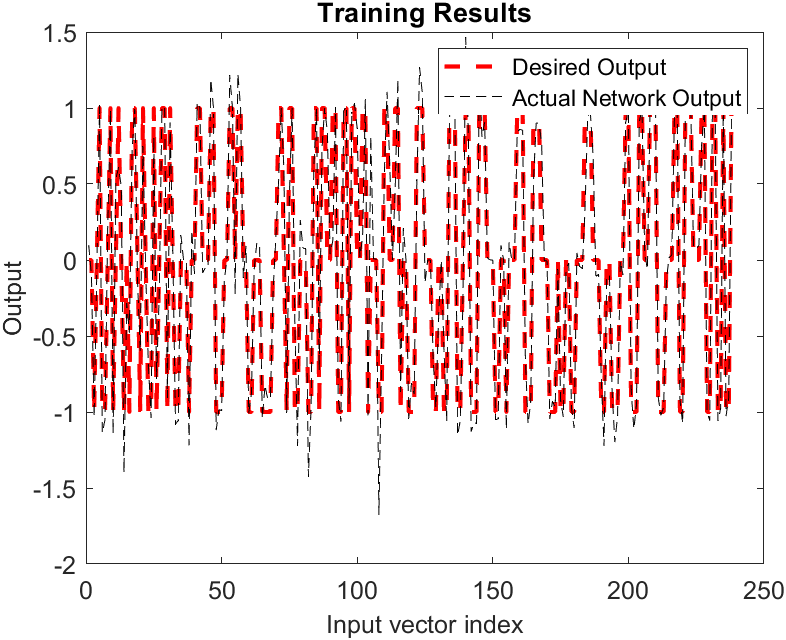 Training Results
Desired Output
Actual Network Output
1.5
1
0.5
0
-0.5
-1
-1.5
-2
Output
0 50 100 150 200 250
Input vector index